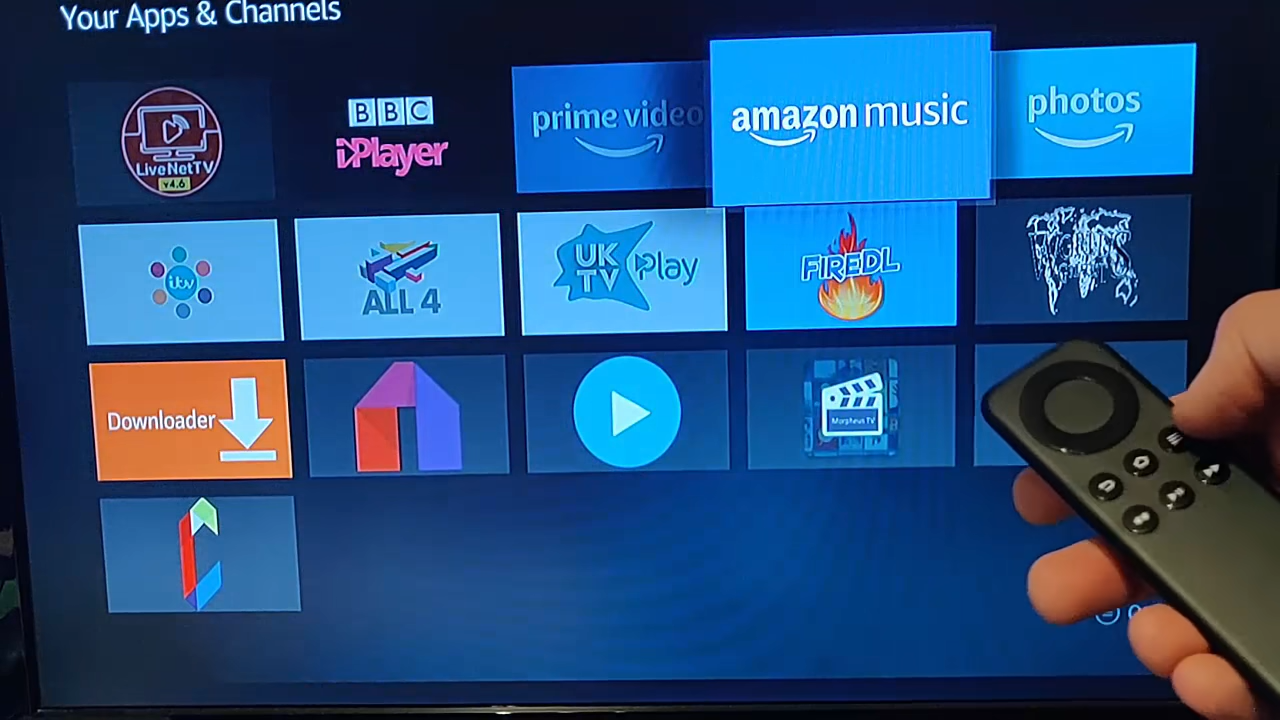 Your Apps & Channels
LiveNetTV
v4.6
BBC
iPlayer
prime video
amazon music
photos
itv
ALL 4
UK
TV
Play
FIREDL
Downloader
Morpheus TV